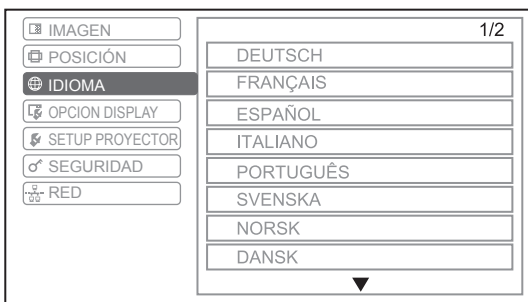 IMAGEN
POSICIÓN
IDIOMA
OPCION DISPLAY
SETUP PROYECTOR
SEGURIDAD
RED
1/2
DEUTSCH
FRANÇAIS
ESPAÑOL
ITALIANO
PORTUGUÊS
SVENSKA
NORSK
DANSK